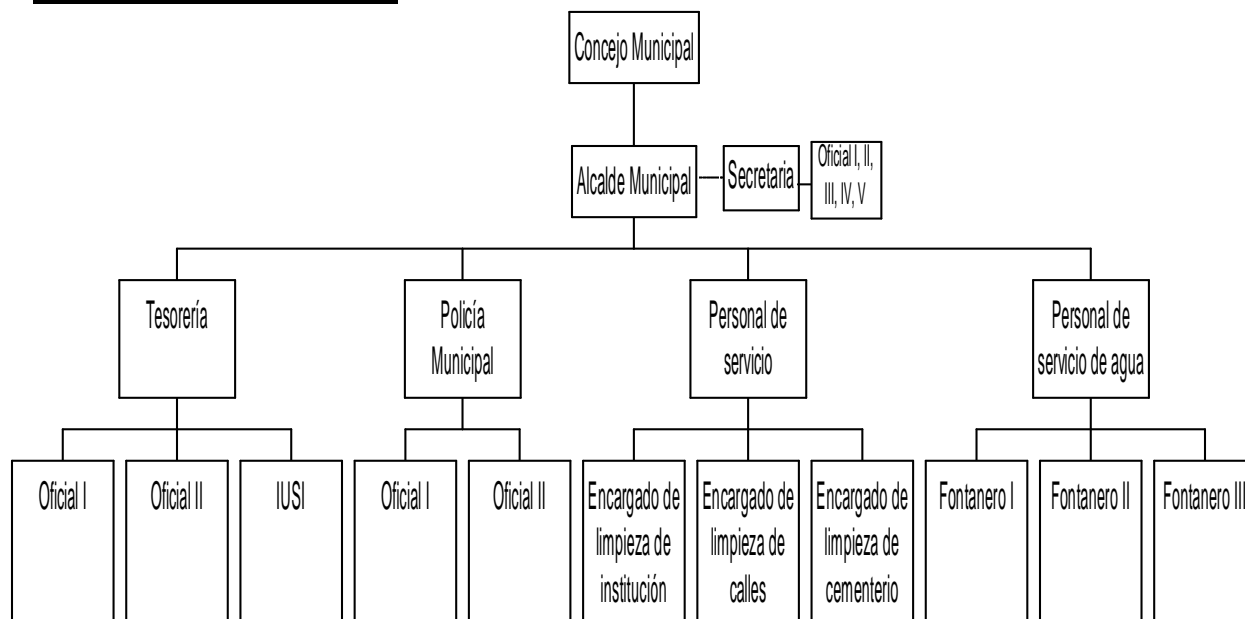 Concejo Municipal
Alcalde Municipal
Secretaria
Oficial I, II,
III, IV, V
Tesorería
Policía
Municipal
Personal de
servicio
Personal de
servicio de agua
Oficial I
Oficial II
IUSI
Oficial I
Oficial II
Encargado de
limpieza de
institución
Encargado de
limpieza de
calles
Encargado de
limpieza de
cementerio
Fontanero I
Fontanero II
Fontanero III